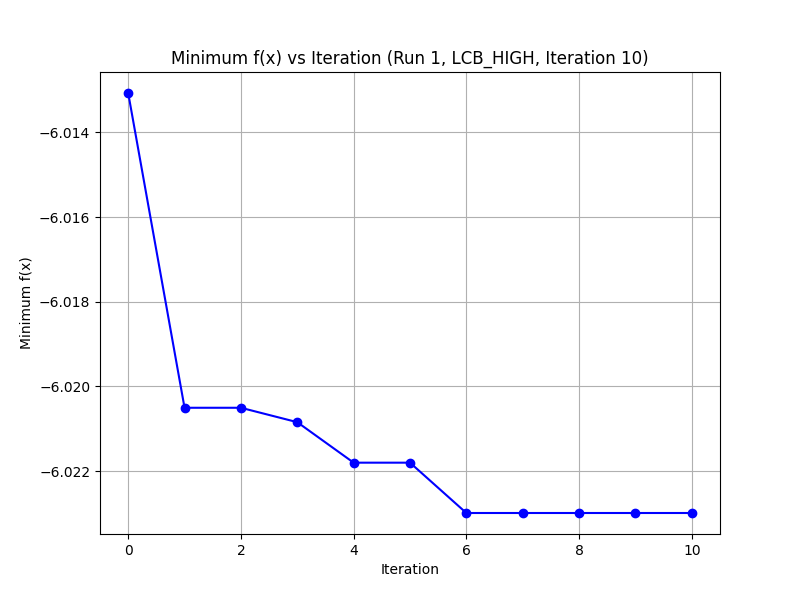 Minimum f(x) vs Iteration (Run 1, LCB_HIGH, Iteration 10)
−6.014
−6.016
−6.018
−6.020
−6.022
Minimum f(x)
0 2 4 6 8 10
Iteration